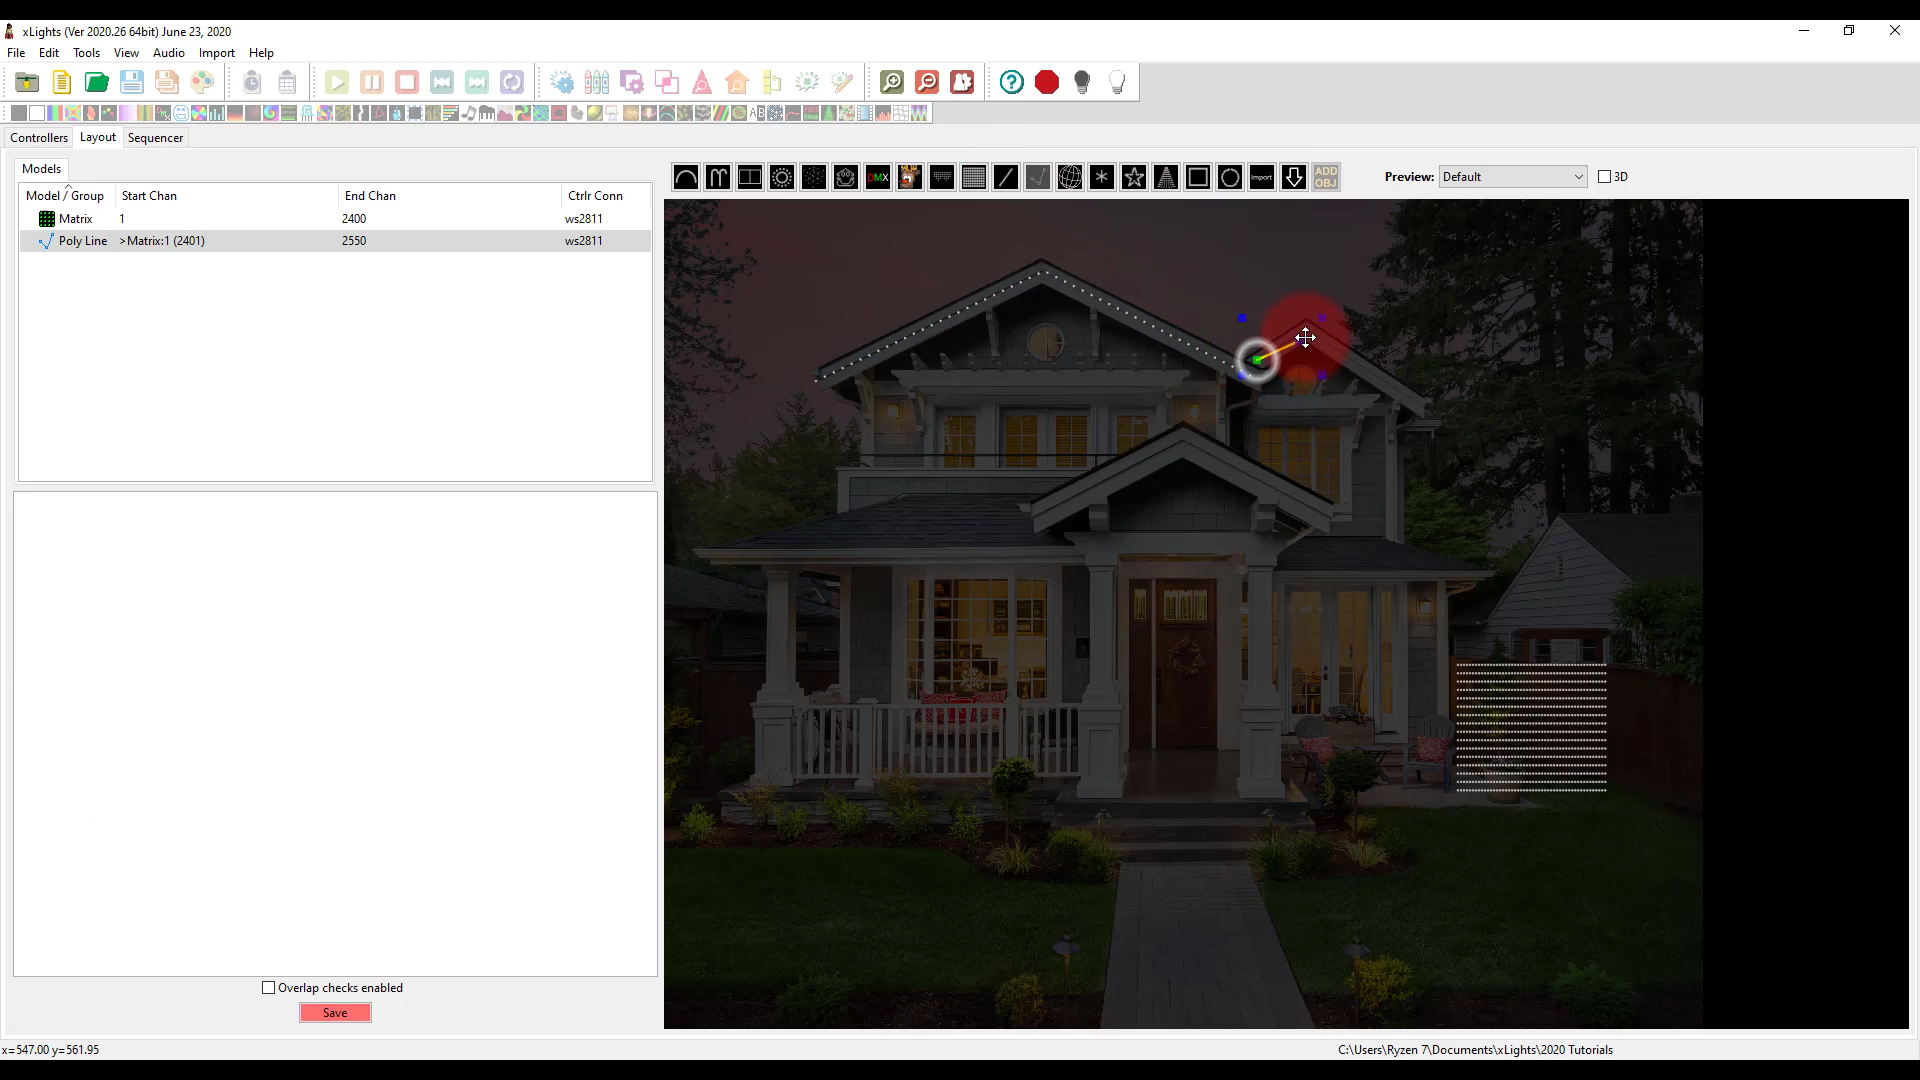 xLights (Ver 2020.26 64bit) June 23, 2020
File Edit Tools View Audio Import Help
AB
Controllers Layout Sequencer
Models
DMX Import ADD OBJ Preview: Default 3D
Model / Group Start Chan End Chan Ctrlr Conn
Matrix 1 2400 ws2811
Poly Line >Matrix:1 (2401) 2550 ws2811
Overlap checks enabled
Save
x=547.00 y=561.95 C:\Users\Ryzen 7\Documents\xLights\2020 Tutorials